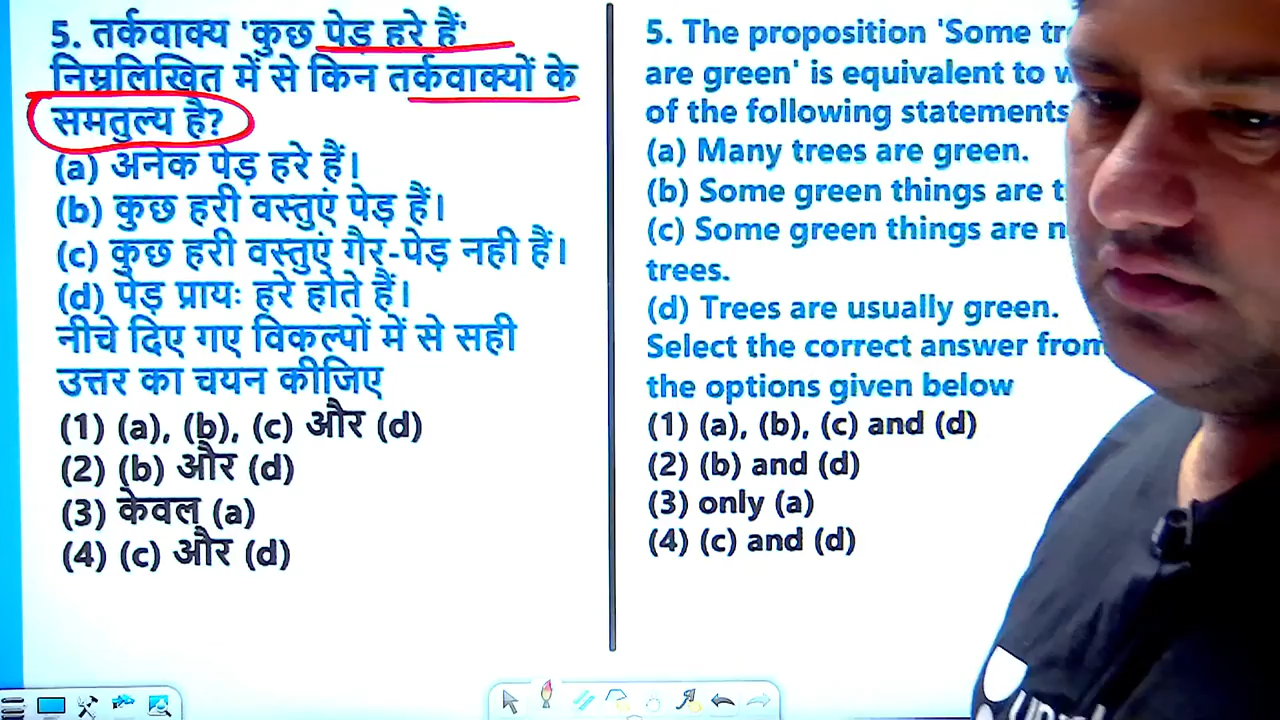 5. तर्कवाक्य 'कुछ पेड़ हरे हैं'
निम्नलिखित में से किन तर्कवाक्यों के
समतुल्य है?
(a) अनेक पेड़ हरे हैं।
(b) कुछ हरी वस्तुएं पेड़ हैं।
(c) कुछ हरी वस्तुएं गैर-पेड़ नही हैं।
(d) पेड़ प्रायः हरे होते हैं।
नीचे दिए गए विकल्पों में से सही
उत्तर का चयन कीजिए
(1) (a), (b), (c) और (d)
(2) (b) और (d)
(3) केवल (a)
(4) (c) और (d)
5. The proposition 'Some
are green' is equivalent to
of the following statements
(a) Many trees are green.
(b) Some green things are
(c) Some green things are
trees.
(d) Trees are usually green.
Select the correct answer from
the options given below
(1) (a), (b), (c) and (d)
(2) (b) and (d)
(3) only (a)
(4) (c) and (d)